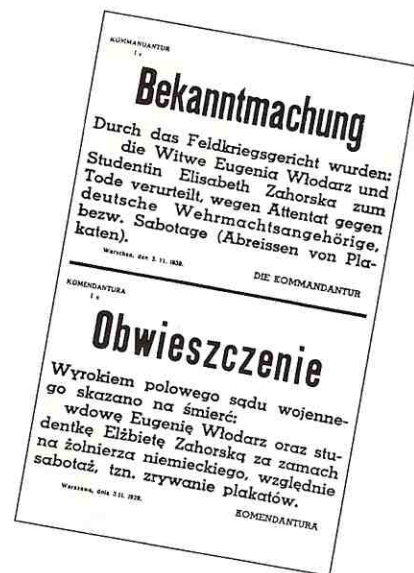 KOMMANDANTUR
I c
Bekanntmachung
Durch das Feldkriegsgericht wurden:
die Witwe Eugenia Wlodarz und
Studentin Elisabeth Zahorska zum
Tode verurteilt, wegen Attentat gegen
deutsche Wehrmachtsangehörige,
bezw. Sabotage (Abreissen von Pla-
katen).
Warschau, den 3. 11. 1939.
DIE KOMMANDANTUR
KOMENDANTURA
I c
Obwieszczenie
Wyrokiem polowego sądu wojenne-
go skazano na śmierć:
wdowę Eugenię Włodarz oraz stu-
dentkę Elżbietę Zahorską za zamach
na żołnierza niemieckiego, względnie
sabotaż, tzn. zrywanie plakatów.
Warszawa, dnia 3.11. 1939.
KOMENDANTURA